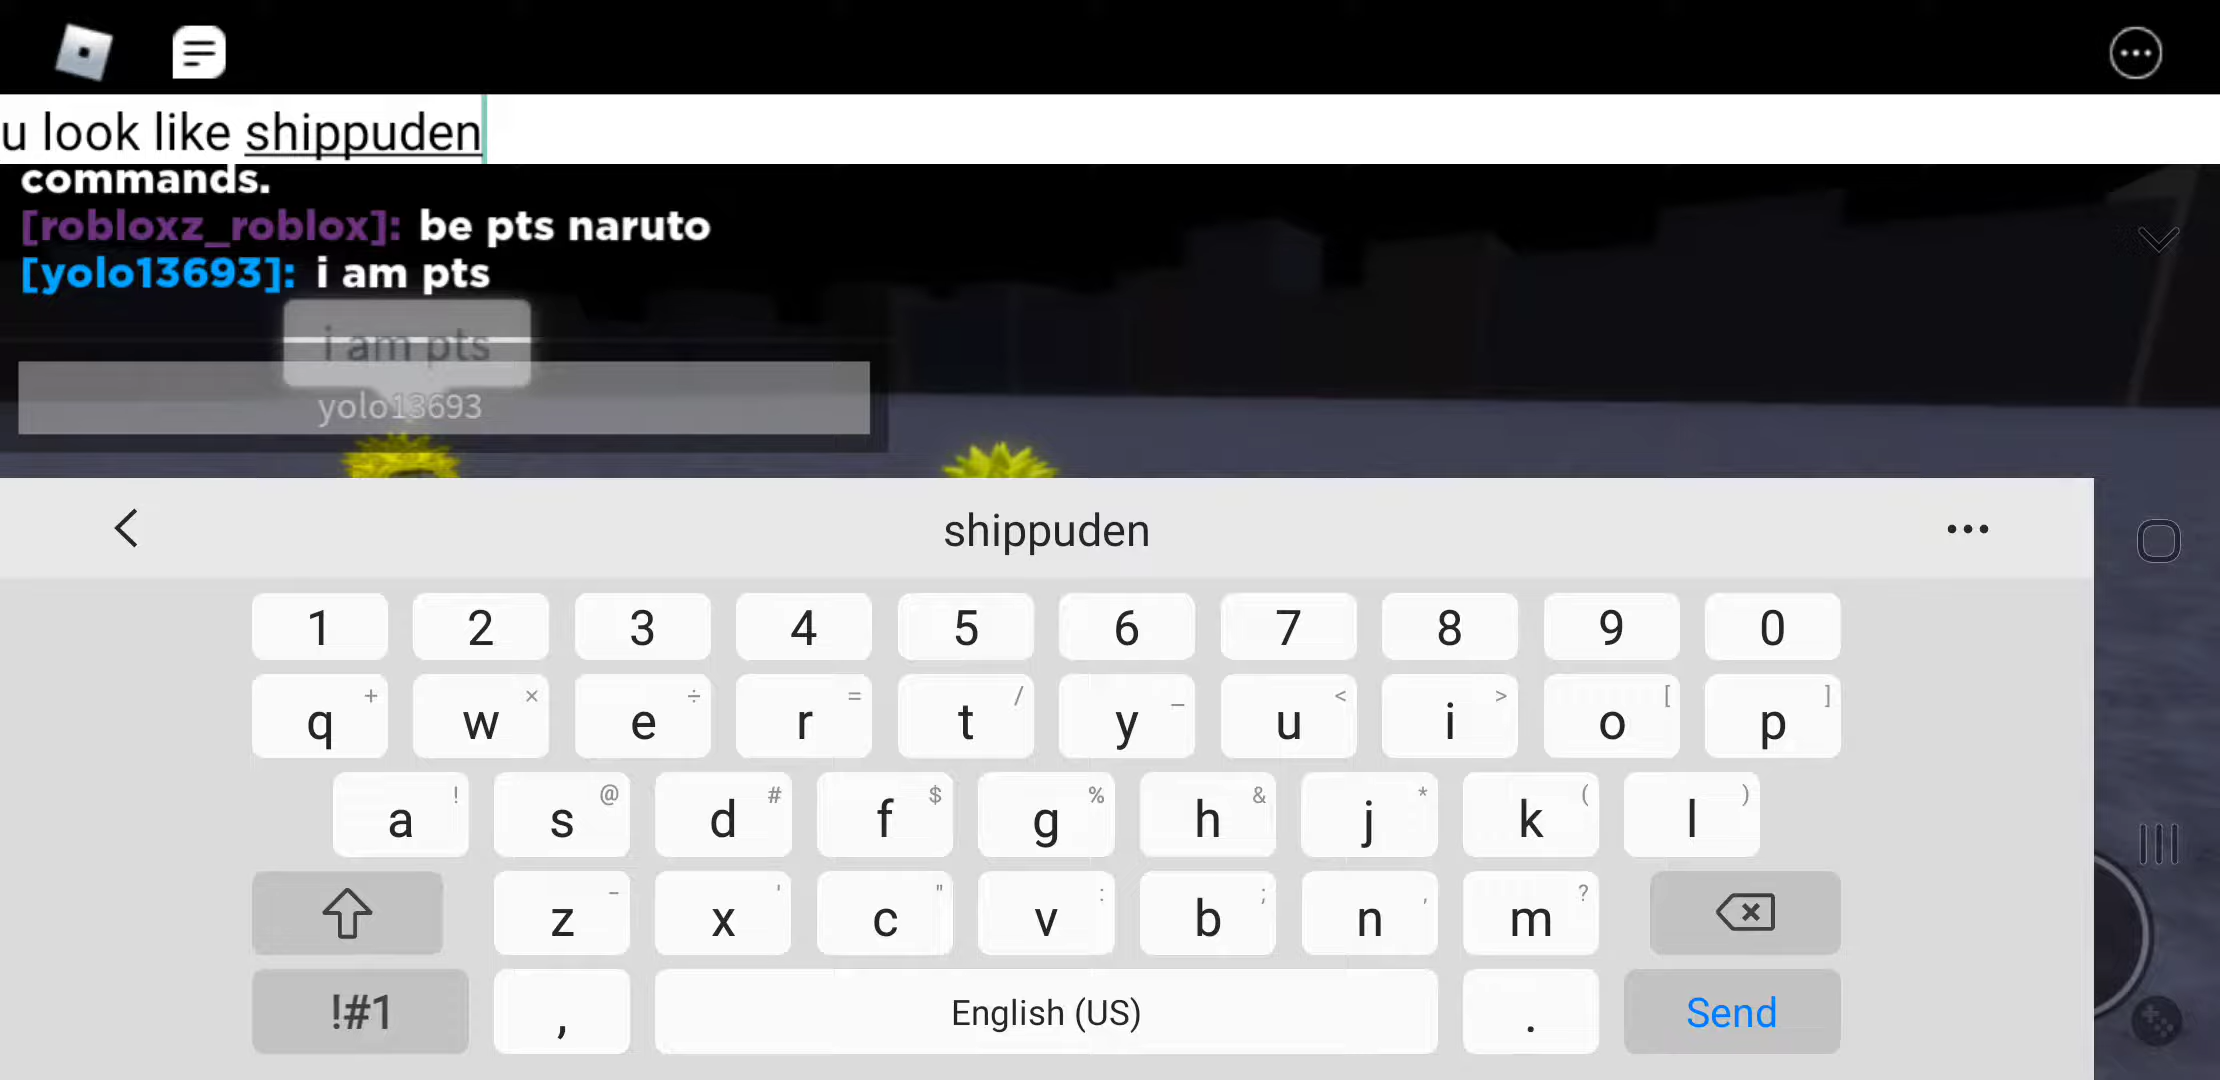 u look like shippuden
commands.
[robloxz_roblox]: be pts naruto
[yolo13693]: i am pts
i am pts
yolo13693
shippuden
1 2 3 4 5 6 7 8 9 0
+ × ÷ = / _ < > [ ]
q w e r t y u i o p
! @ # $ % & * ( )
a s d f g h j k l
- ' " : ; , ?
z x c v b n m
!#1 , English (US) . Send